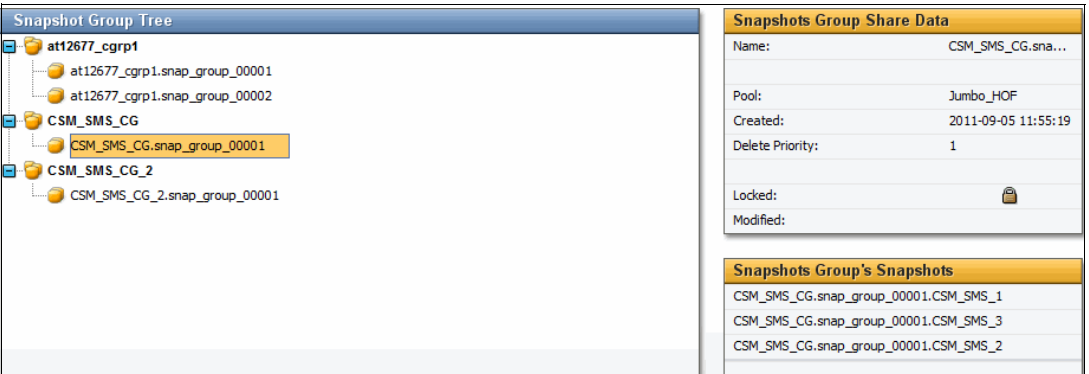 Snapshot Group Tree
at12677_cgrp1
at12677_cgrp1.snap_group_00001
at12677_cgrp1.snap_group_00002
CSM_SMS_CG
CSM_SMS_CG.snap_group_00001
CSM_SMS_CG_2
CSM_SMS_CG_2.snap_group_00001
Snapshots Group Share Data
Name: CSM_SMS_CG.sna...
Pool: Jumbo_HOF
Created: 2011-09-05 11:55:19
Delete Priority: 1
Locked:
Modified:
Snapshots Group's Snapshots
CSM_SMS_CG.snap_group_00001.CSM_SMS_1
CSM_SMS_CG.snap_group_00001.CSM_SMS_3
CSM_SMS_CG.snap_group_00001.CSM_SMS_2